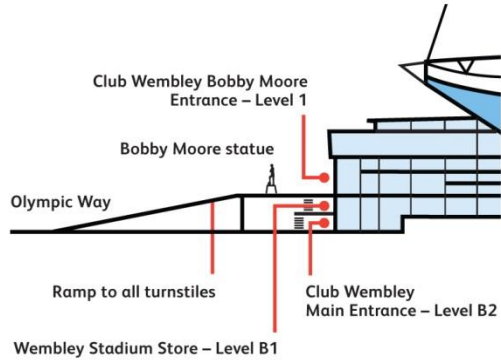 Club Wembley Bobby Moore
Entrance – Level 1
Bobby Moore statue
Olympic Way
Ramp to all turnstiles
Club Wembley
Main Entrance – Level B2
Wembley Stadium Store – Level B1